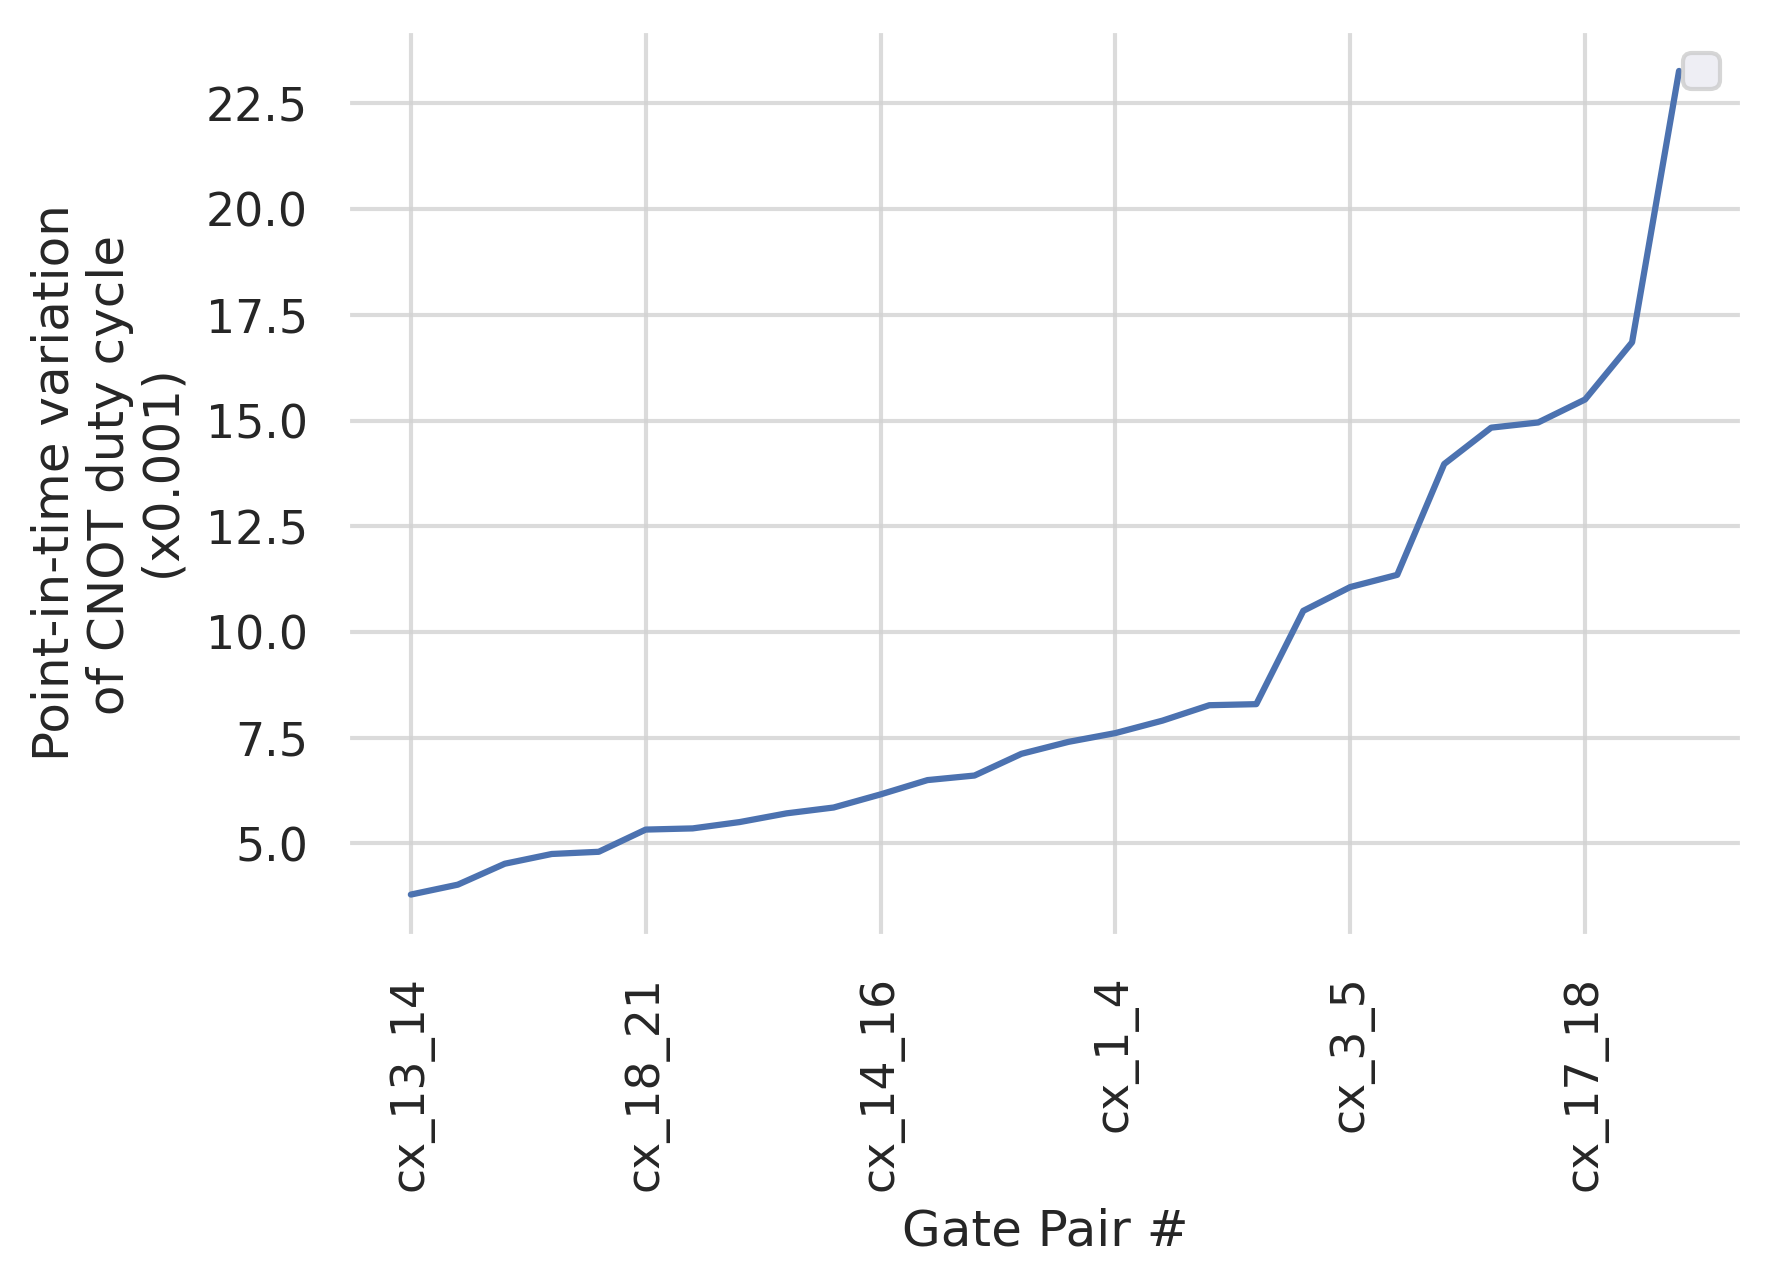 Point-in-time variation
of CNOT duty cycle
(x0.001)
22.5
20.0
17.5
15.0
12.5
10.0
7.5
5.0
cx_13_14
cx_18_21
cx_14_16
cx_1_4
cx_3_5
cx_17_18
Gate Pair #